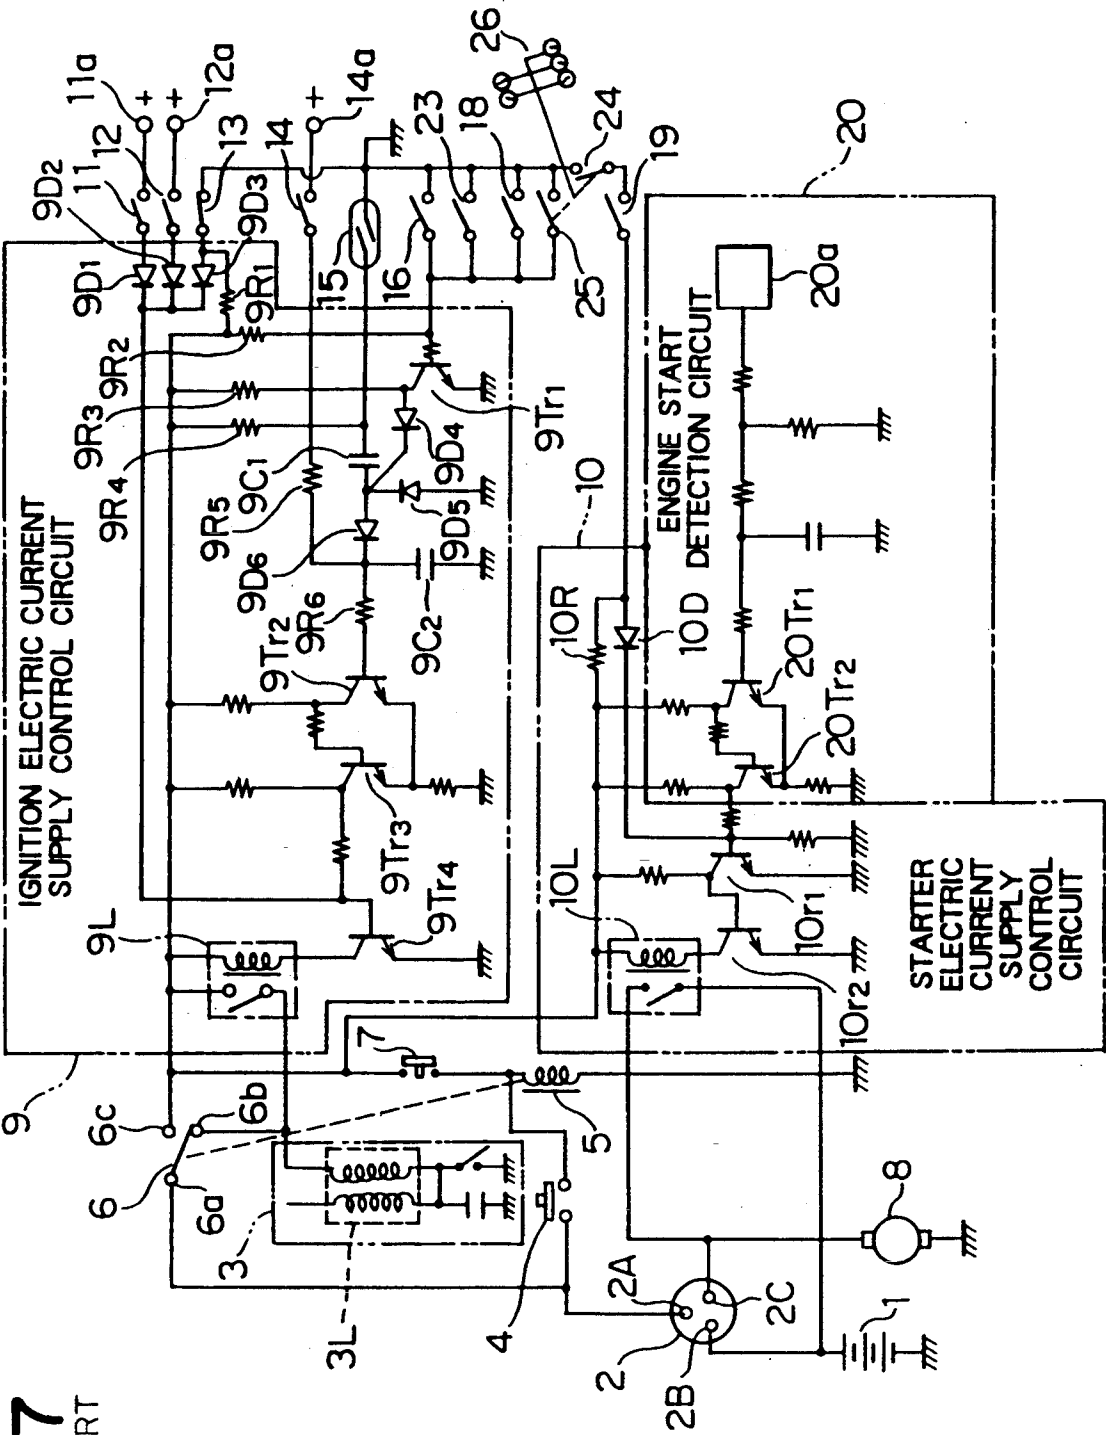 7
RT
IGNITION ELECTRIC CURRENT
SUPPLY CONTROL CIRCUIT
9
9L
9Tr4
9Tr3
9Tr2
9R6
9D6
9R5
9C1
9C2
9D5
9D4
9Tr1
9R4
9R3
9R2
9R1
9D1
9D2
9D3
11
11a
12
12a
13
14
14a
15
16
23
18
25
26
24
19
20
20a
+
+
+
ENGINE START
DETECTION CIRCUIT
10
10R
10D
20Tr1
20Tr2
10L
10r1
10r2
STARTER
ELECTRIC
CURRENT
SUPPLY
CONTROL
CIRCUIT
6
6a
6b
6c
7
5
3
3L
4
2
2A
2B
2C
1
8